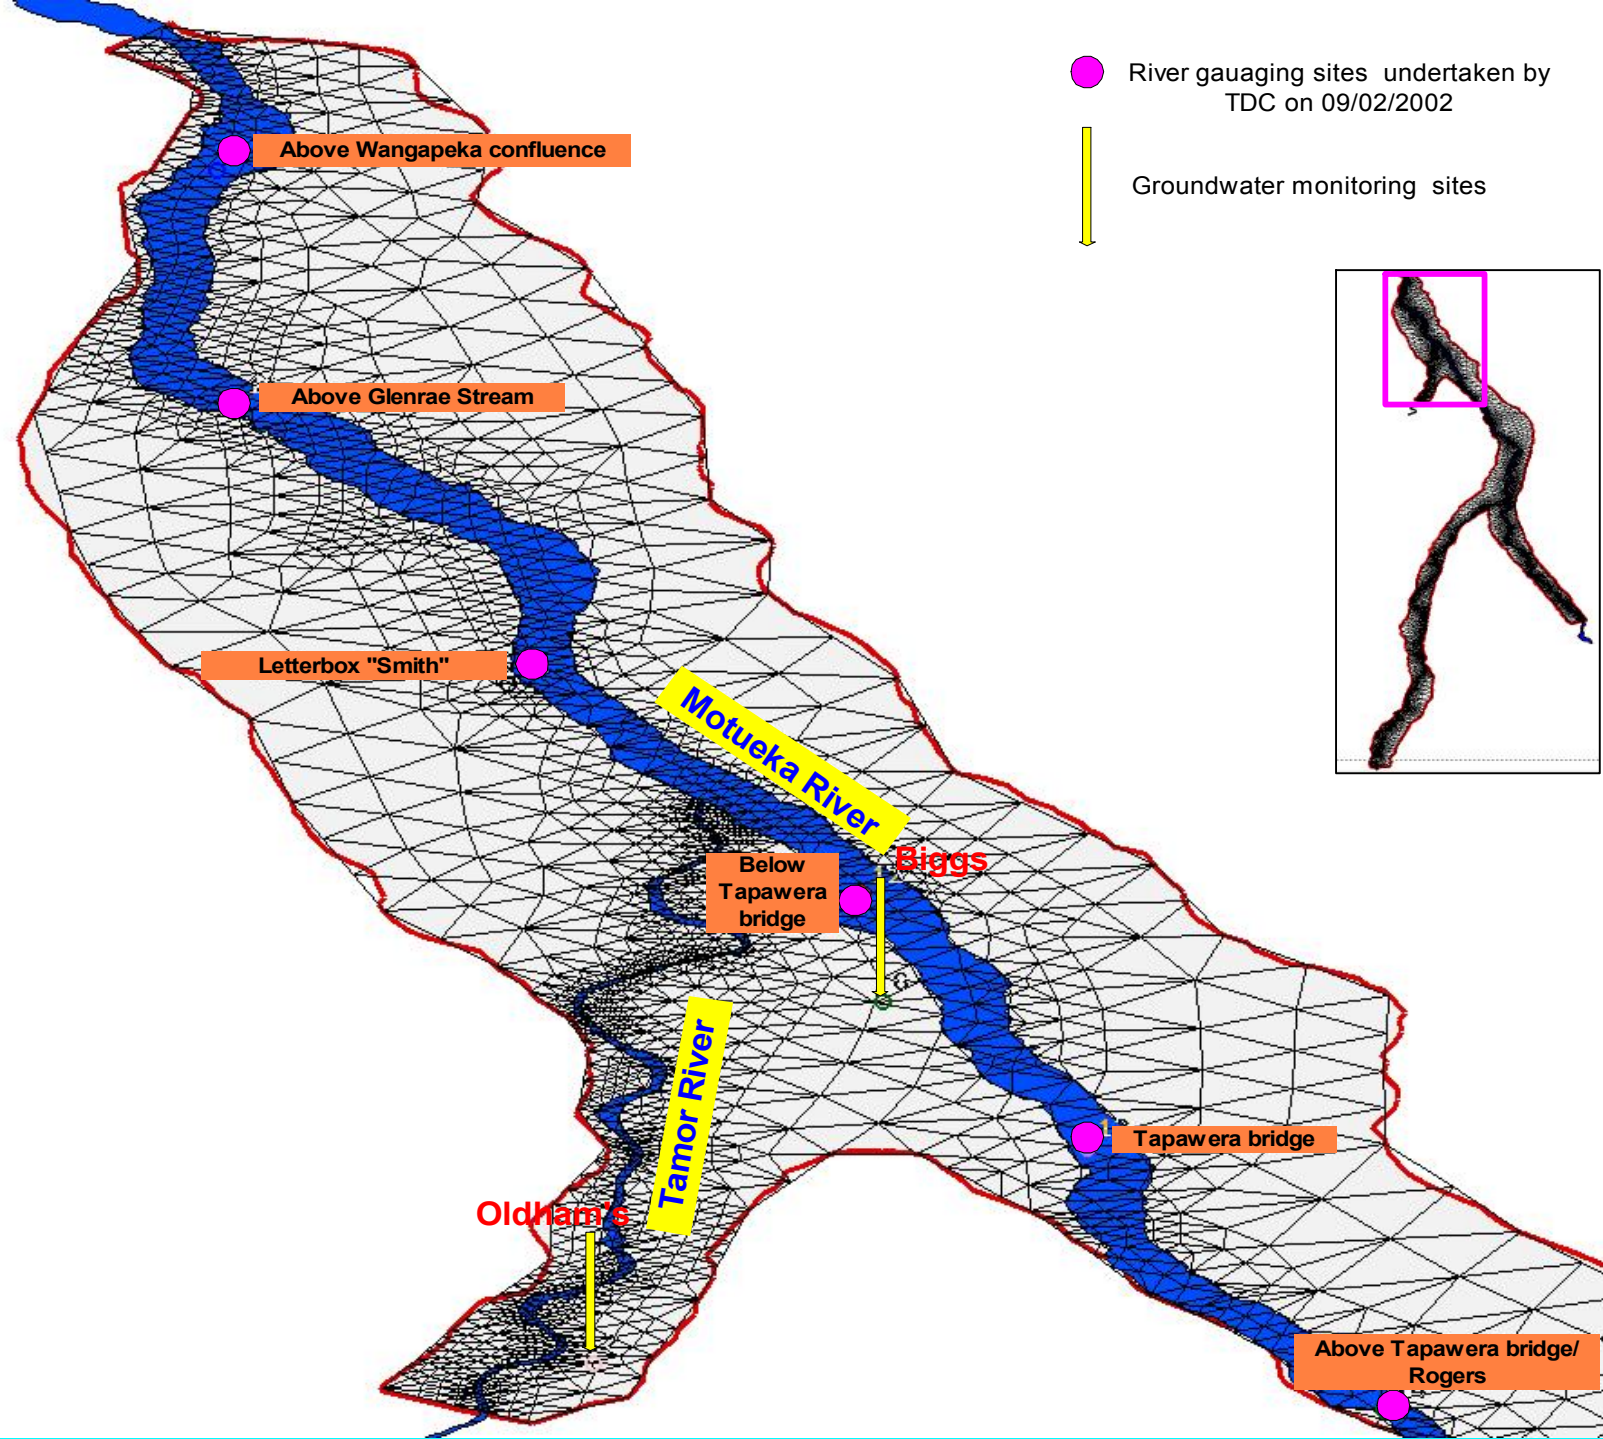 River gauaging sites undertaken by
TDC on 09/02/2002
Groundwater monitoring sites
Above Wangapeka confluence
Above Glenrae Stream
Letterbox "Smith"
Motueka River
Biggs
Below
Tapawera
bridge
Tamor River
Tapawera bridge
Oldham's
Above Tapawera bridge/
Rogers